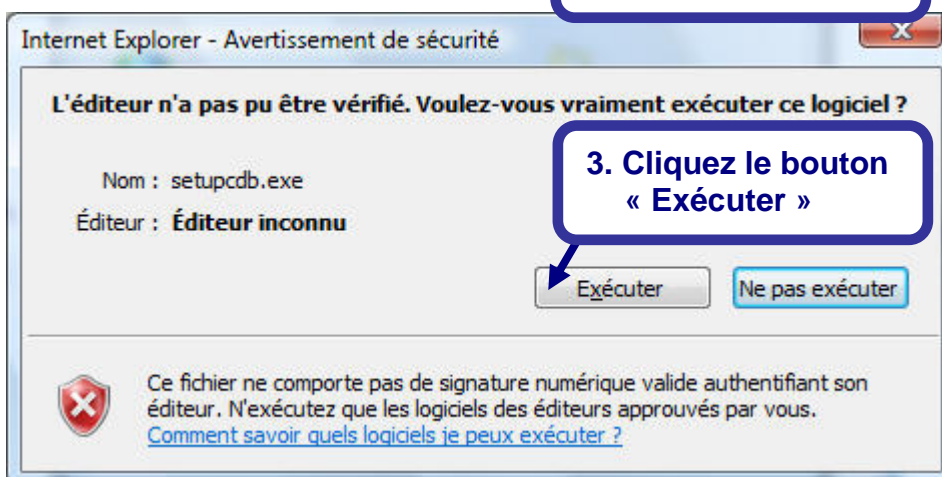 Internet Explorer - Avertissement de sécurité
L'éditeur n'a pas pu être vérifié. Voulez-vous vraiment exécuter ce logiciel ?
3. Cliquez le bouton
« Exécuter »
Nom : setupcdb.exe
Éditeur : Éditeur inconnu
Exécuter
Ne pas exécuter
Ce fichier ne comporte pas de signature numérique valide authentifiant son
éditeur. N'exécutez que les logiciels des éditeurs approuvés par vous.
Comment savoir quels logiciels je peux exécuter ?